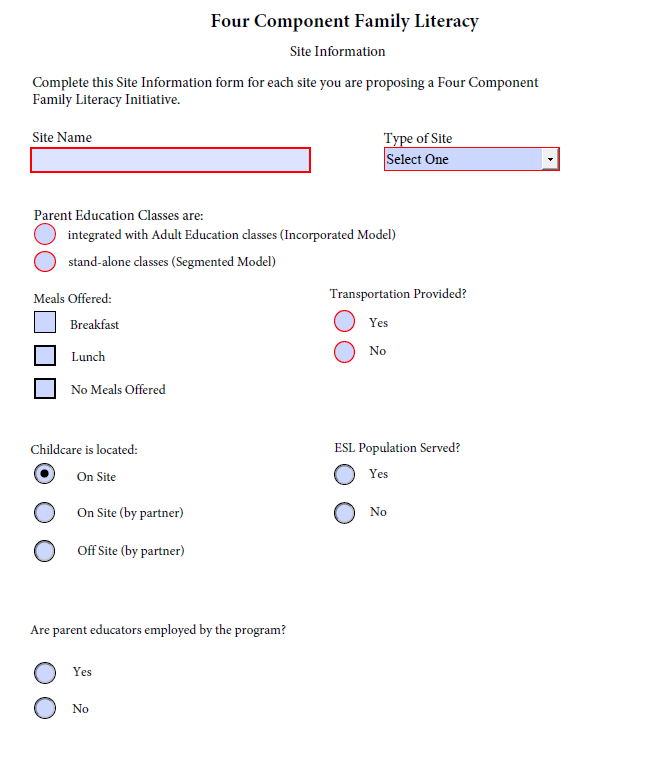 Four Component Family Literacy
Site Information
Complete this Site Information form for each site you are proposing a Four Component
Family Literacy Initiative.
Site Name
Type of Site
Select One
Parent Education Classes are:
integrated with Adult Education classes (Incorporated Model)
stand-alone classes (Segmented Model)
Meals Offered:
Breakfast
Lunch
No Meals Offered
Transportation Provided?
Yes
No
Childcare is located:
On Site
On Site (by partner)
Off Site (by partner)
ESL Population Served?
Yes
No
Are parent educators employed by the program?
Yes
No